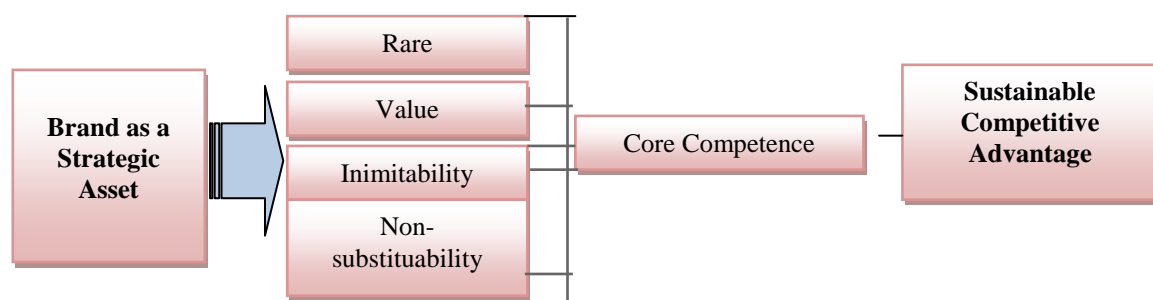 Brand as a
Strategic
Asset
Rare
Value
Inimitability
Non-
substituability
Core Competence
Sustainable
Competitive
Advantage